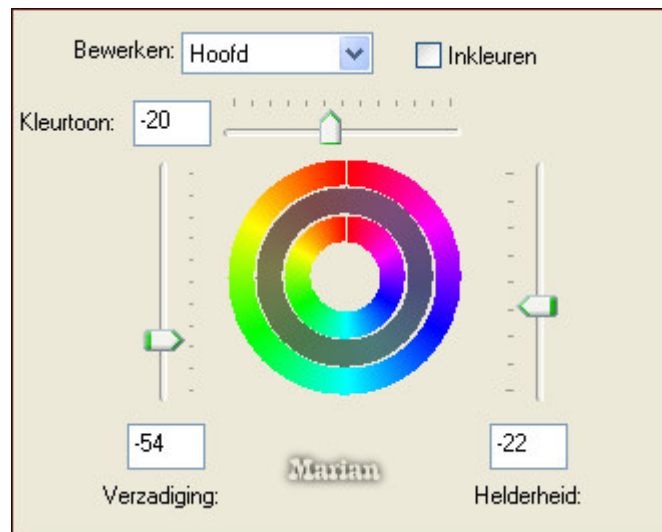 Bewerken: Hoofd Inkleuren
Kleurtoon: -20
-54 -22
Marian
Verzadiging: Helderheid: